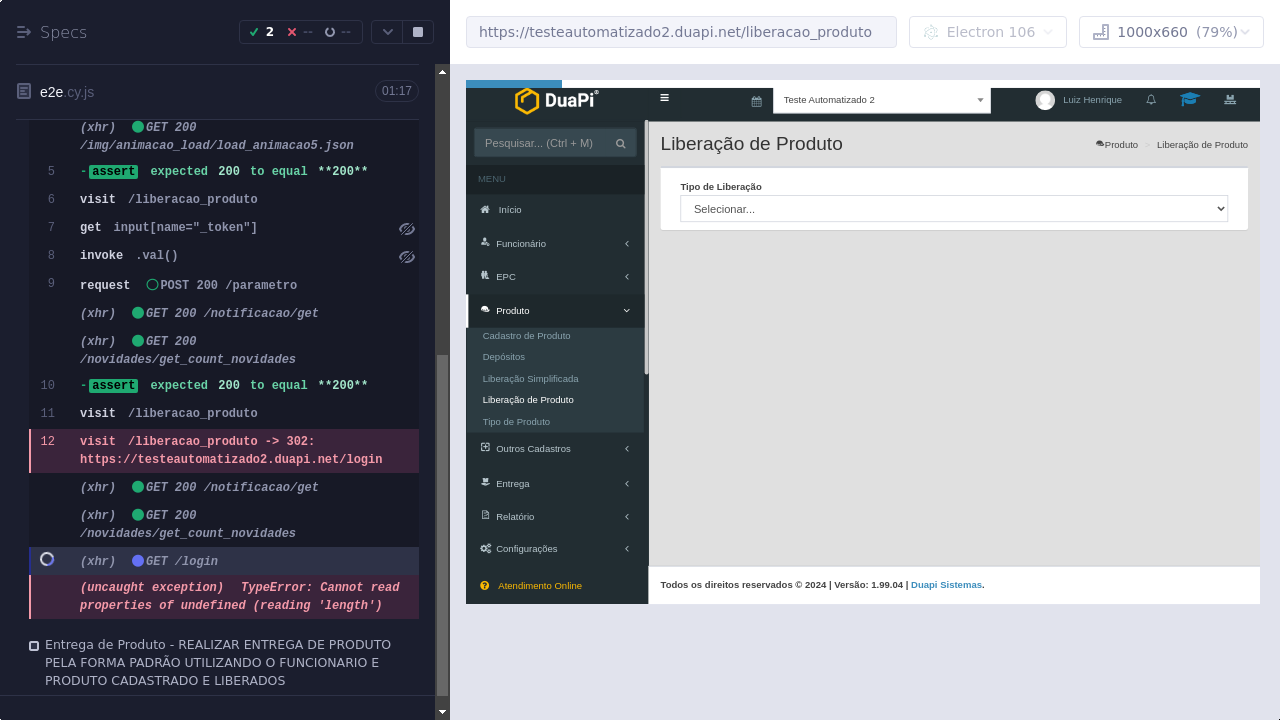 Specs
2
--
--
https://testeautomatizado2.duapi.net/liberacao_produto
Electron 106
1000x660 (79%)
e2e.cy.js
01:17
(xhr) GET 200
/img/animacao_load/load_animacao5.json
5 -assert expected 200 to equal **200**
6 visit /liberacao_produto
7 get input[name="_token"]
8 invoke .val()
9 request POST 200 /parametro
(xhr) GET 200 /notificacao/get
(xhr) GET 200
/novidades/get_count_novidades
10 -assert expected 200 to equal **200**
11 visit /liberacao_produto
12 visit /liberacao_produto -> 302:
https://testeautomatizado2.duapi.net/login
(xhr) GET 200 /notificacao/get
(xhr) GET 200
/novidades/get_count_novidades
(xhr) GET /login
(uncaught exception) TypeError: Cannot read
properties of undefined (reading 'length')
Entrega de Produto - REALIZAR ENTREGA DE PRODUTO
PELA FORMA PADRÃO UTILIZANDO O FUNCIONARIO E
PRODUTO CADASTRADO E LIBERADOS
DuaPi®
Teste Automatizado 2
Luiz Henrique
Pesquisar... (Ctrl + M)
MENU
Início
Funcionário
EPC
Produto
Cadastro de Produto
Depósitos
Liberação Simplificada
Liberação de Produto
Tipo de Produto
Outros Cadastros
Entrega
Relatório
Configurações
Atendimento Online
Liberação de Produto
Produto > Liberação de Produto
Tipo de Liberação
Selecionar...
Todos os direitos reservados © 2024 | Versão: 1.99.04 | Duapi Sistemas.